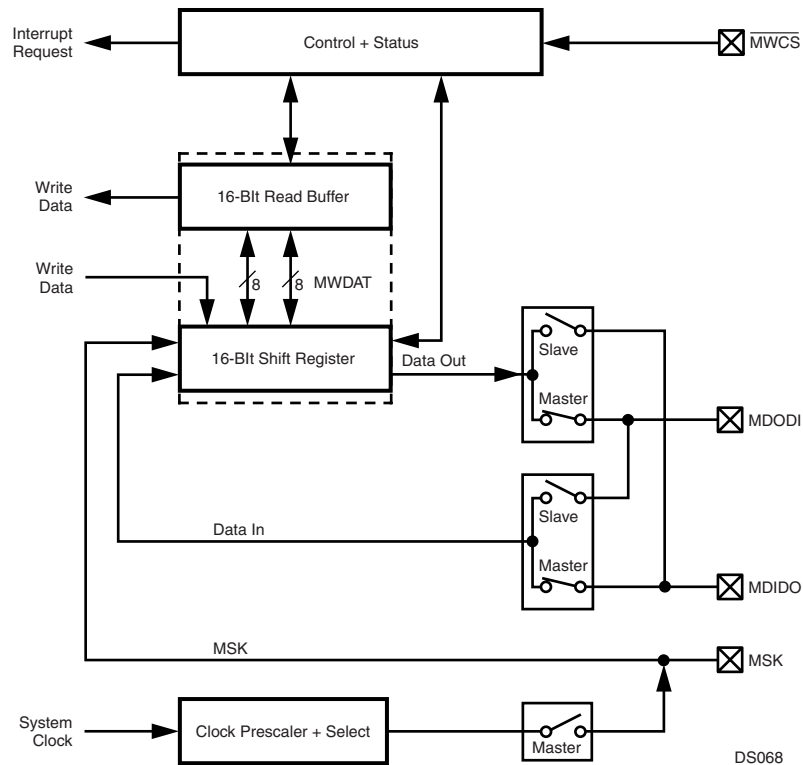 Interrupt
Request
Control + Status
MWCS
Write
Data
16-BIt Read Buffer
Write
Data
8
8
MWDAT
16-BIt Shift Register
Data Out
Slave
Master
MDODI
Slave
Data In
Master
MDIDO
MSK
MSK
System
Clock
Clock Prescaler + Select
Master
DS068